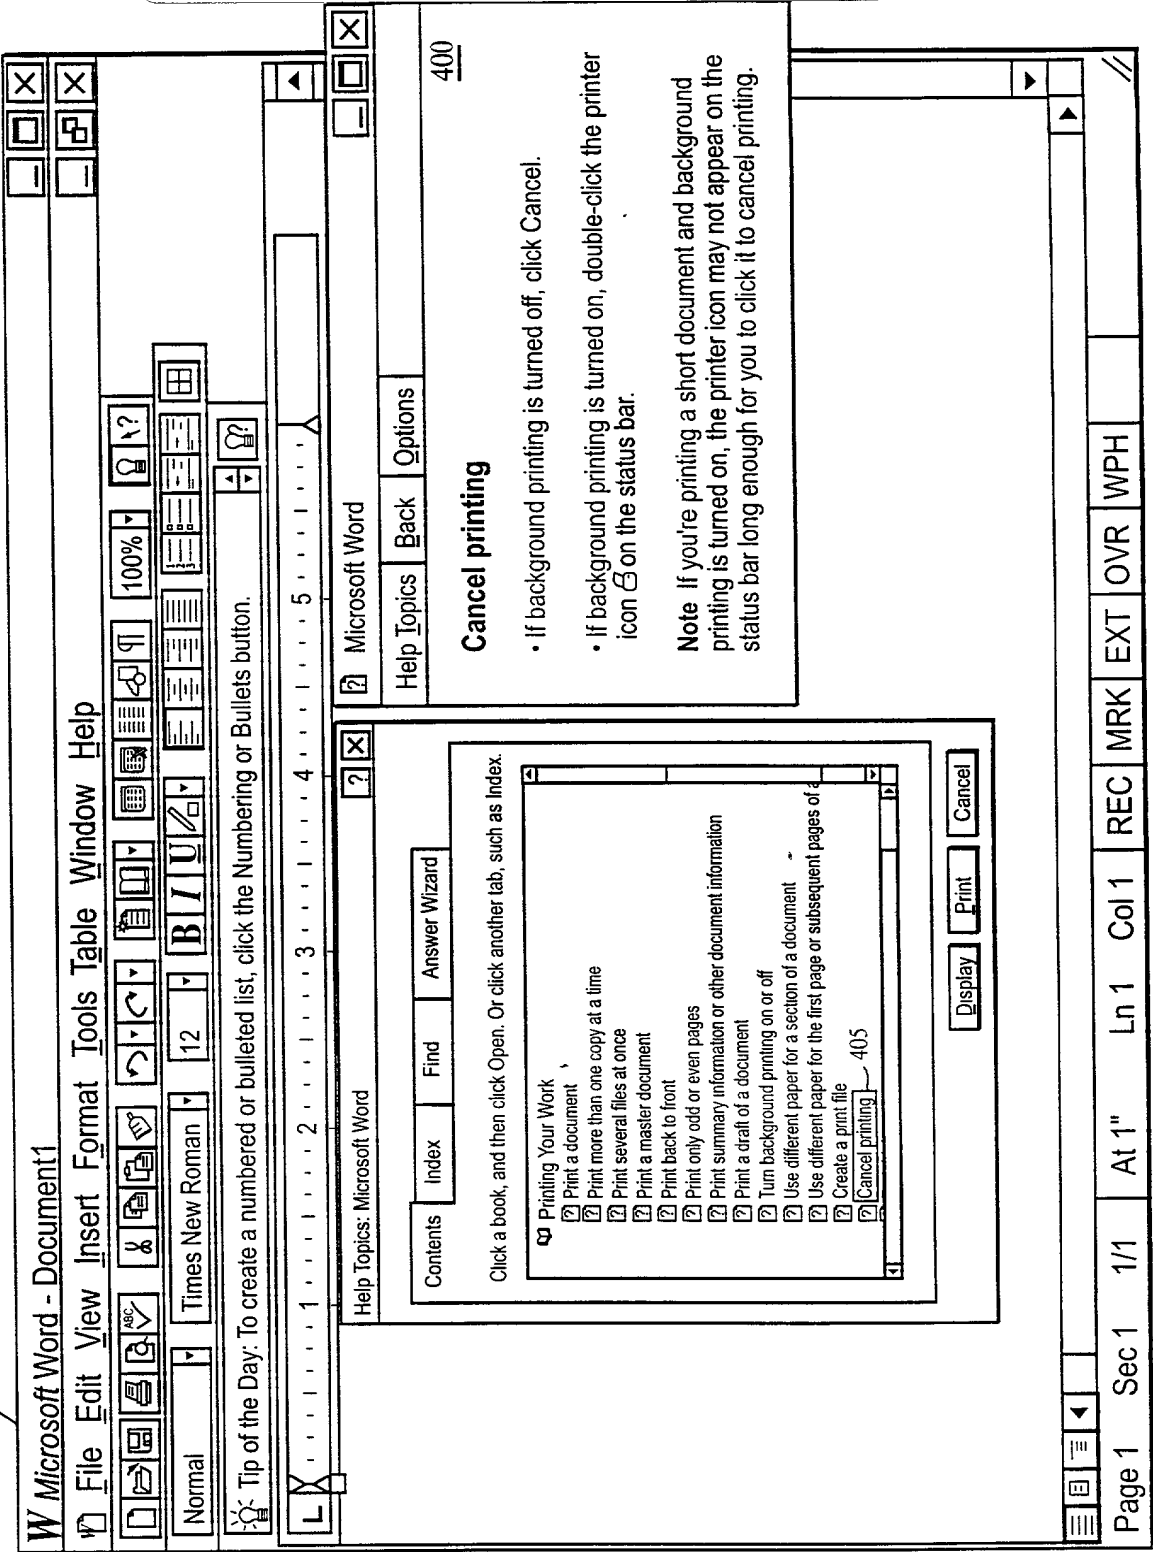 W Microsoft Word - Document1
File Edit View Insert Format Tools Table Window Help
ABC 100% ?
Normal Times New Roman 12 B I U 1 2 3
Tip of the Day: To create a numbered or bulleted list, click the Numbering or Bullets button.
L 1 2 3 4 5
Help Topics: Microsoft Word ?
Contents Index Find Answer Wizard
Click a book, and then click Open. Or click another tab, such as Index.
Printing Your Work
? Print a document
? Print more than one copy at a time
? Print several files at once
? Print a master document
? Print back to front
? Print only odd or even pages
? Print summary information or other document information
? Print a draft of a document
? Turn background printing on or off
? Use different paper for a section of a document
? Use different paper for the first page or subsequent pages of a
? Create a print file
? Cancel printing 405
Display Print Cancel
? Microsoft Word
Help Topics Back Options
400
Cancel printing
• If background printing is turned off, click Cancel.
• If background printing is turned on, double-click the printer
icon on the status bar.
Note If you're printing a short document and background
printing is turned on, the printer icon may not appear on the
status bar long enough for you to click it to cancel printing.
Page 1 Sec 1 1/1 At 1" Ln 1 Col 1 REC MRK EXT OVR WPH